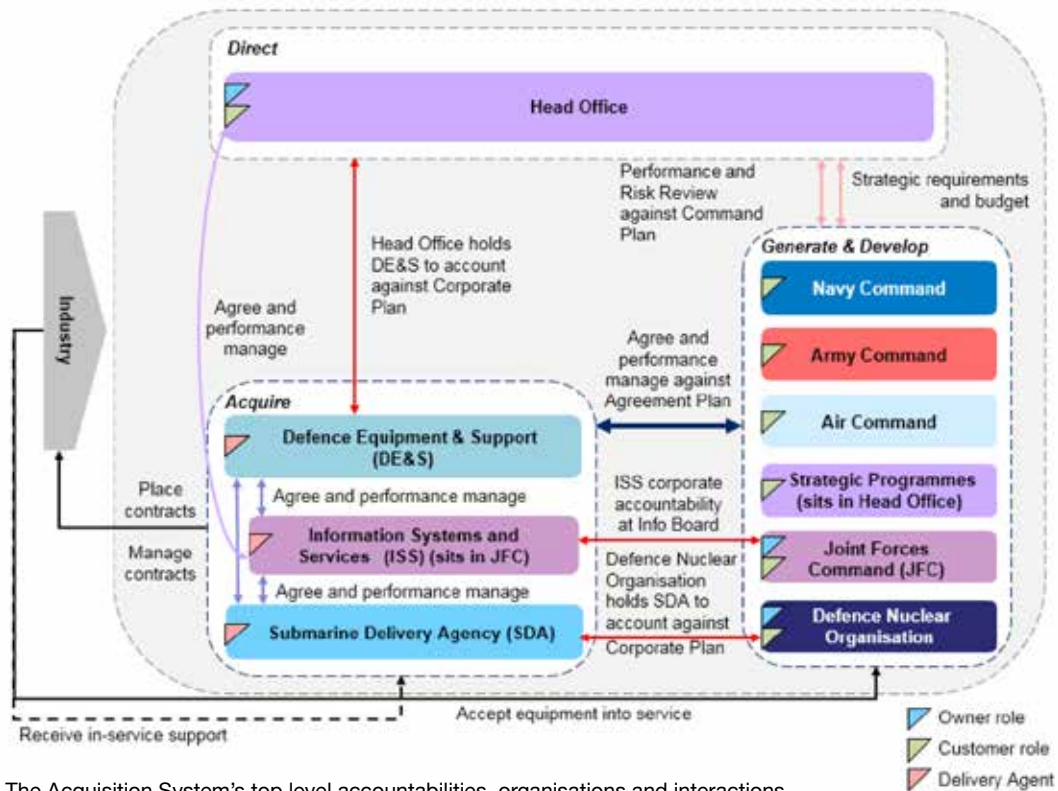 Direct
Head Office
Performance and
Risk Review
against Command
Plan
Strategic requirements
and budget
Head Office holds
DE&S to account
against Corporate
Plan
Agree and
performance
manage
Industry
Generate & Develop
Navy Command
Army Command
Air Command
Strategic Programmes
(sits in Head Office)
Joint Forces
Command (JFC)
Defence Nuclear
Organisation
Agree and
performance
manage against
Agreement Plan
ISS corporate
accountability
at Info Board
Defence Nuclear
Organisation
holds SDA to
account against
Corporate Plan
Acquire
Defence Equipment & Support
(DE&S)
Agree and performance manage
Information Systems and
Services (ISS) (sits in JFC)
Agree and performance manage
Submarine Delivery Agency (SDA)
Place
contracts
Manage
contracts
Accept equipment into service
Receive in-service support
Owner role
Customer role
Delivery Agent
The Acquisition System's top level accountabilities, organisations and interactions